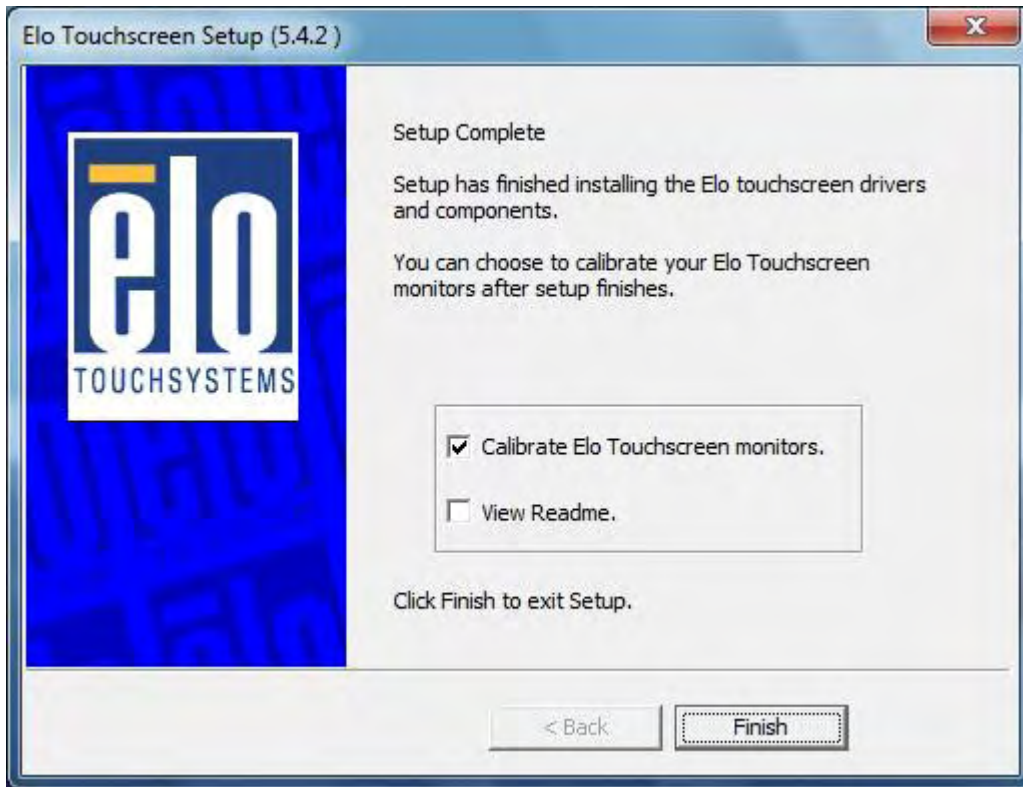 Elo Touchscreen Setup (5.4.2 )
Setup Complete
Setup has finished installing the Elo touchscreen drivers
and components.
You can choose to calibrate your Elo Touchscreen
monitors after setup finishes.
elo
TOUCHSYSTEMS
Calibrate Elo Touchscreen monitors.
View Readme.
Click Finish to exit Setup.
< Back
Finish